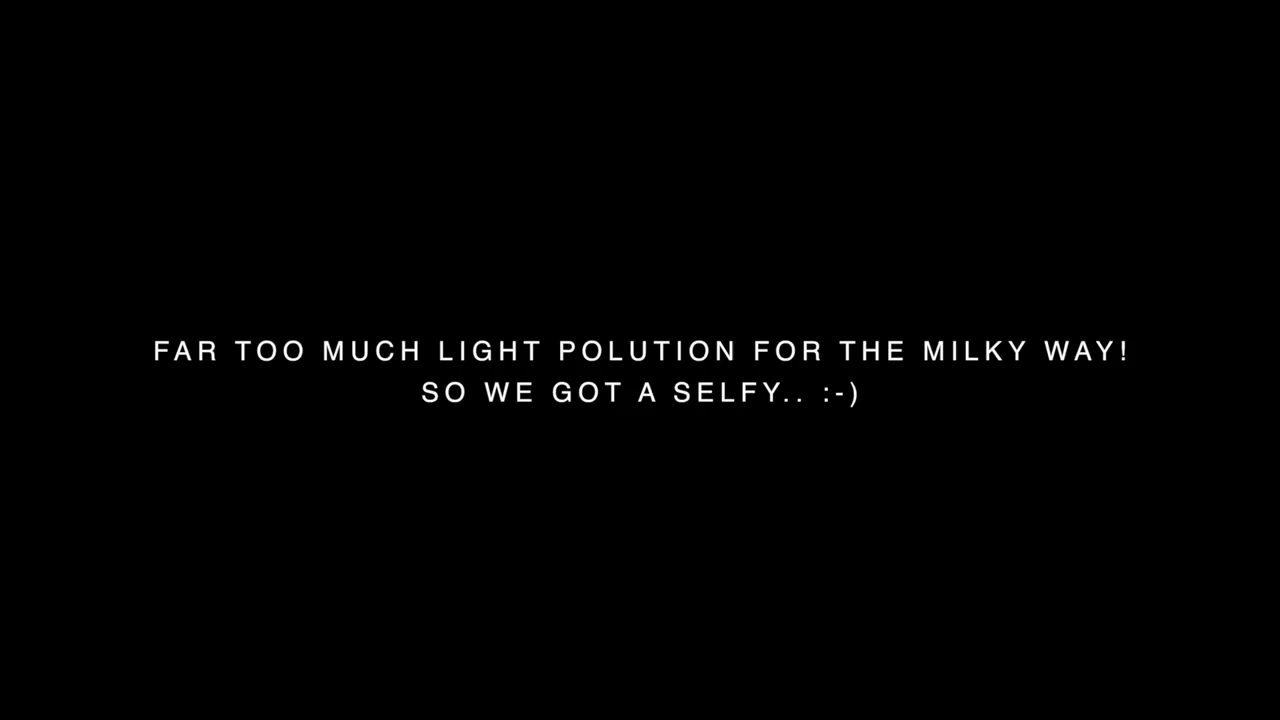 FAR TOO MUCH LIGHT POLUTION FOR THE MILKY WAY!
SO WE GOT A SELFY.. :-)